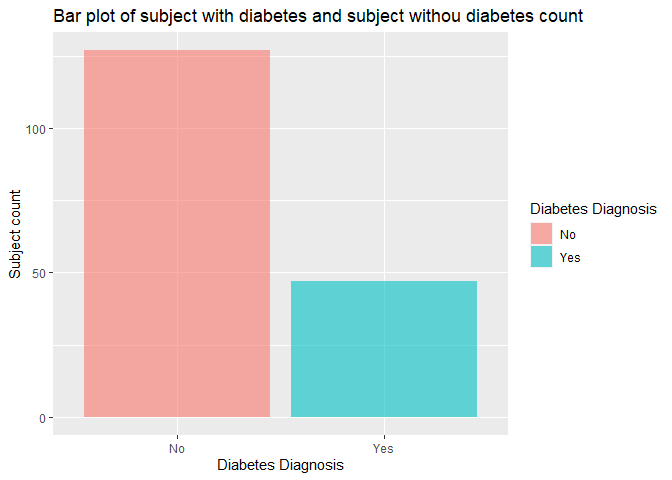 Bar plot of subject with diabetes and subject withou diabetes count
Subject count
100
50
0
No
Yes
Diabetes Diagnosis
Diabetes Diagnosis
No
Yes